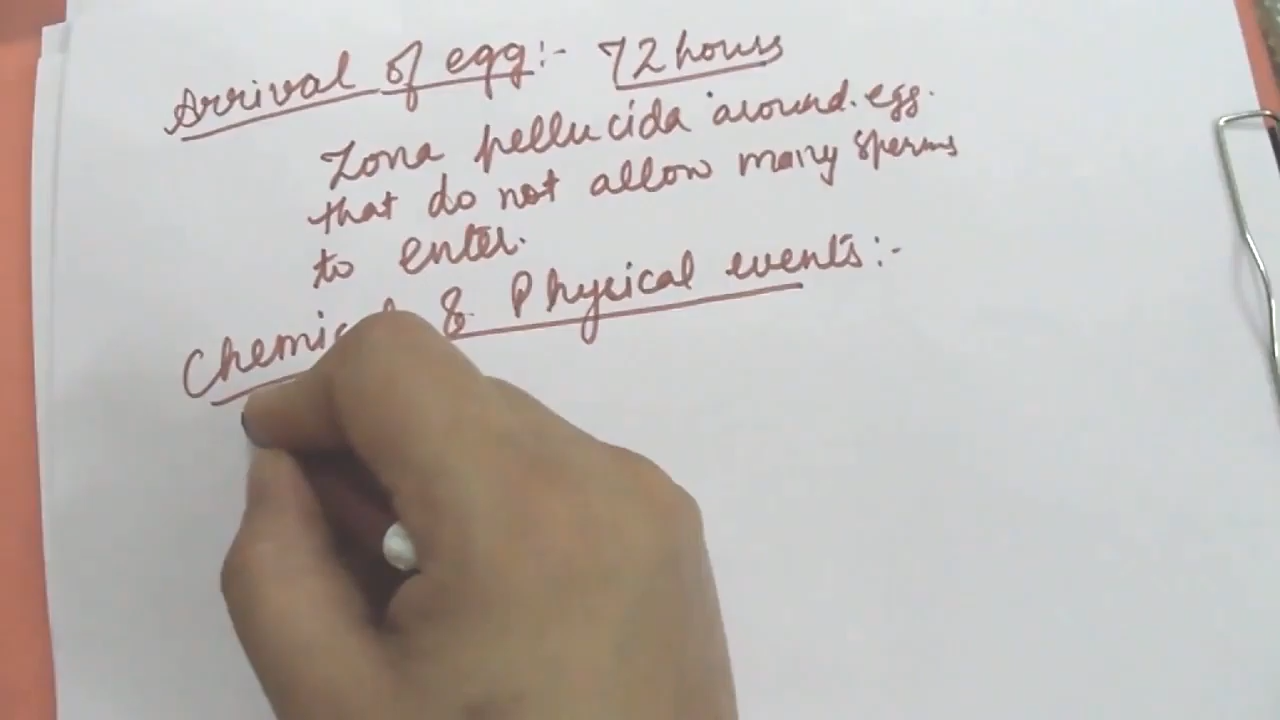 Arrival of egg:- 72 hours
Zona pellucida around egg.
that do not allow many sperms
to enter.
Chemical & Physical events:-